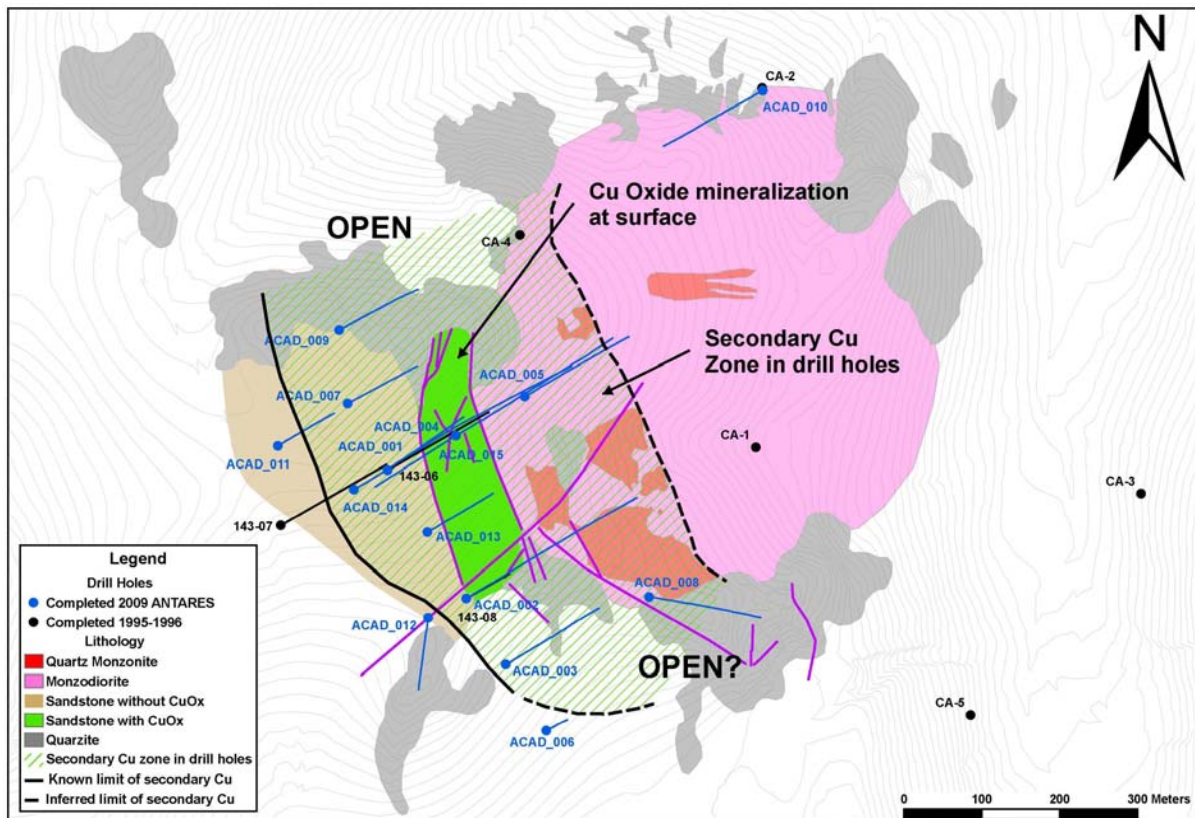 N
CA-2
ACAD_010
Cu Oxide mineralization
at surface
OPEN
CA-4
ACAD_009
Secondary Cu
Zone in drill holes
ACAD_005
ACAD_007
ACAD_004
ACAD_001
ACAD_015
CA-1
ACAD_011
143-06
CA-3
ACAD_014
143-07
ACAD_013
ACAD_008
ACAD_002
143-08
ACAD_012
ACAD_003
OPEN?
CA-5
ACAD_006
Legend
Drill Holes
Completed 2009 ANTARES
Completed 1995-1996
Lithology
Quartz Monzonite
Monzodiorite
Sandstone without CuOx
Sandstone with CuOx
Quarzite
Secondary Cu zone in drill holes
Known limit of secondary Cu
Inferred limit of secondary Cu
0 100 200 300 Meters